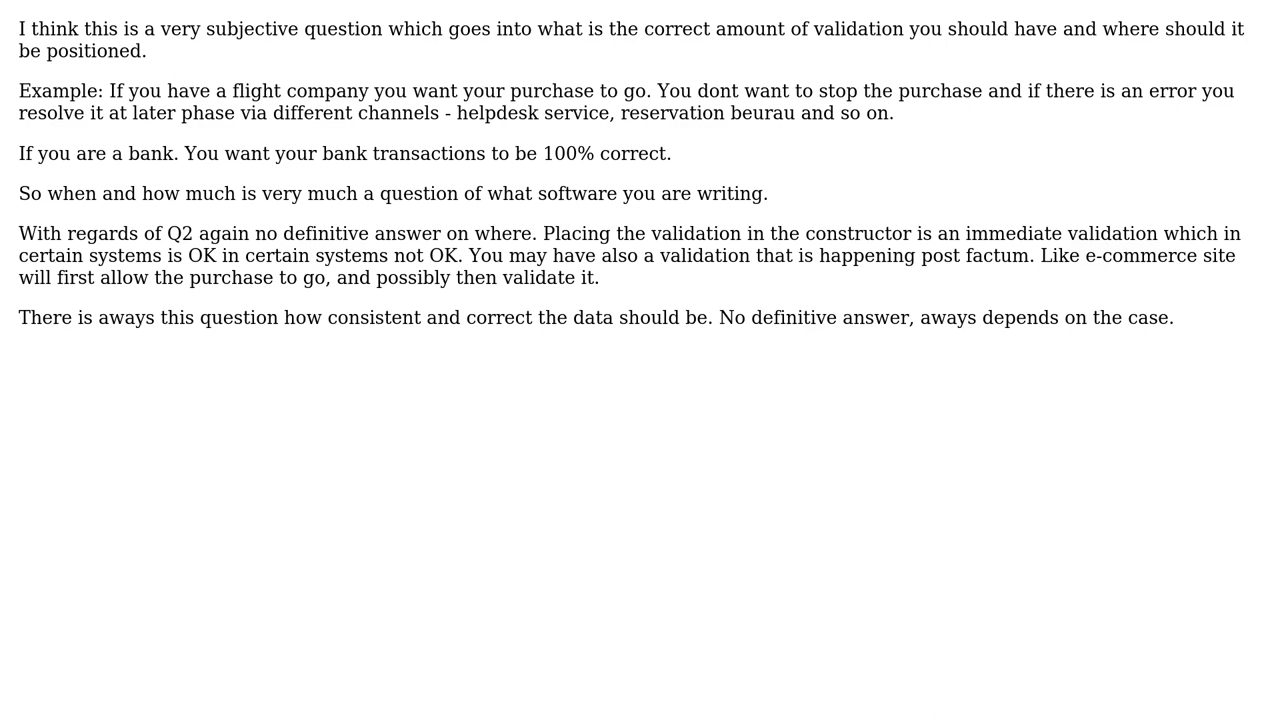 I think this is a very subjective question which goes into what is the correct amount of validation you should have and where should it
be positioned.
Example: If you have a flight company you want your purchase to go. You dont want to stop the purchase and if there is an error you
resolve it at later phase via different channels - helpdesk service, reservation beurau and so on.
If you are a bank. You want your bank transactions to be 100% correct.
So when and how much is very much a question of what software you are writing.
With regards of Q2 again no definitive answer on where. Placing the validation in the constructor is an immediate validation which in
certain systems is OK in certain systems not OK. You may have also a validation that is happening post factum. Like e-commerce site
will first allow the purchase to go, and possibly then validate it.
There is aways this question how consistent and correct the data should be. No definitive answer, aways depends on the case.